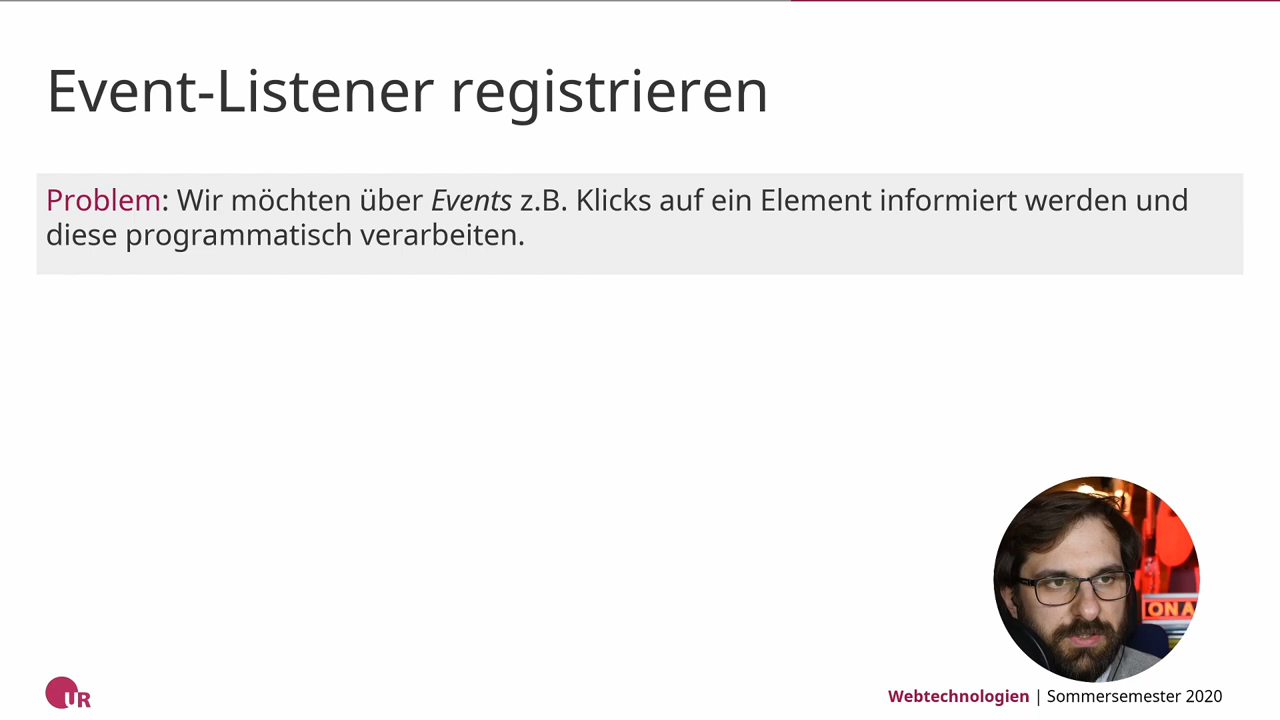 Event-Listener registrieren
Problem: Wir möchten über Events z.B. Klicks auf ein Element informiert werden und
diese programmatisch verarbeiten.
ON A
UR
Webtechnologien | Sommersemester 2020